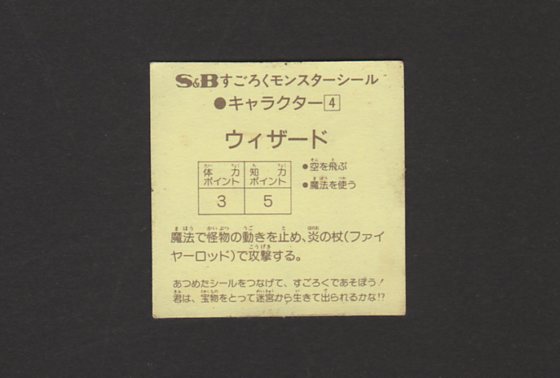 S&Bすごろくモンスターシール
●キャラクター4
ウィザード
体力ポイント 知力ポイント
3 5
●空を飛ぶ
●魔法を使う
魔法で怪物の動きを止め、炎の杖(ファイ
ヤーロッド)で攻撃する。
あつめたシールをつなげて、すごろくであそぼう!
君は、宝物をとって迷宮から生きて出られるかな!?